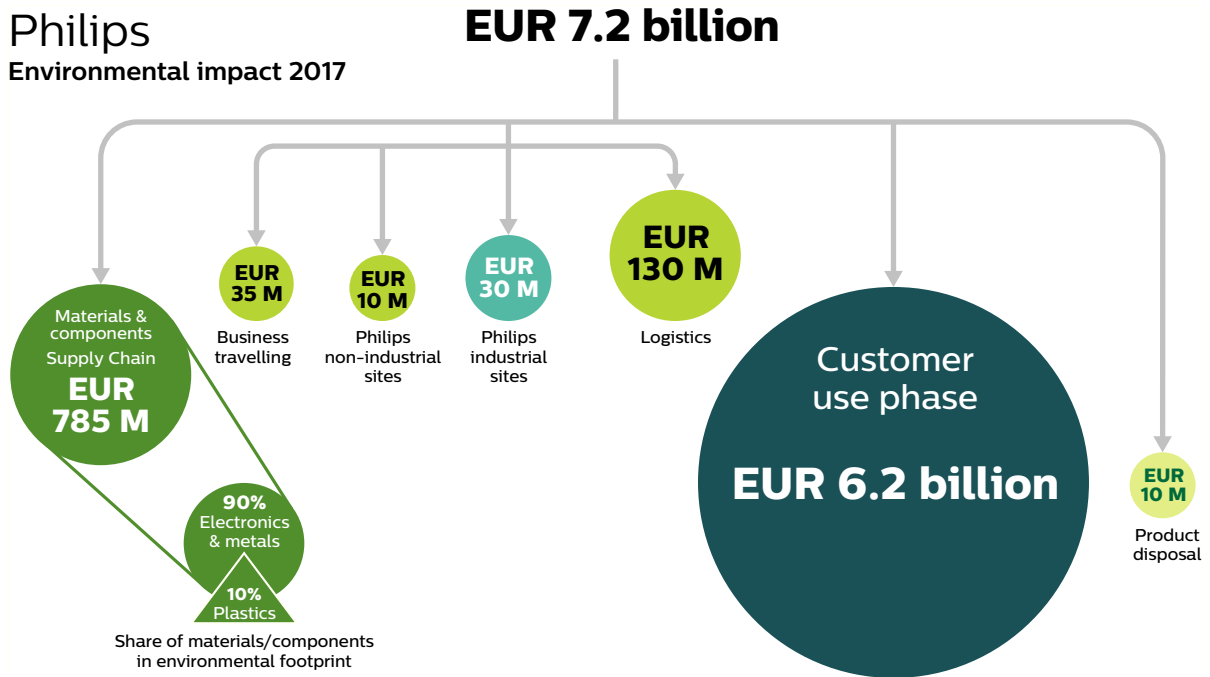 Philips
Environmental impact 2017
EUR 7.2 billion
Materials &
components
Supply Chain
EUR
785 M
90%
Electronics
& metals
10%
Plastics
Share of materials/components
in environmental footprint
EUR
35 M
Business
travelling
EUR
10 M
Philips
non-industrial
sites
EUR
30 M
Philips
industrial
sites
EUR
130 M
Logistics
Customer
use phase
EUR 6.2 billion
EUR
10 M
Product
disposal